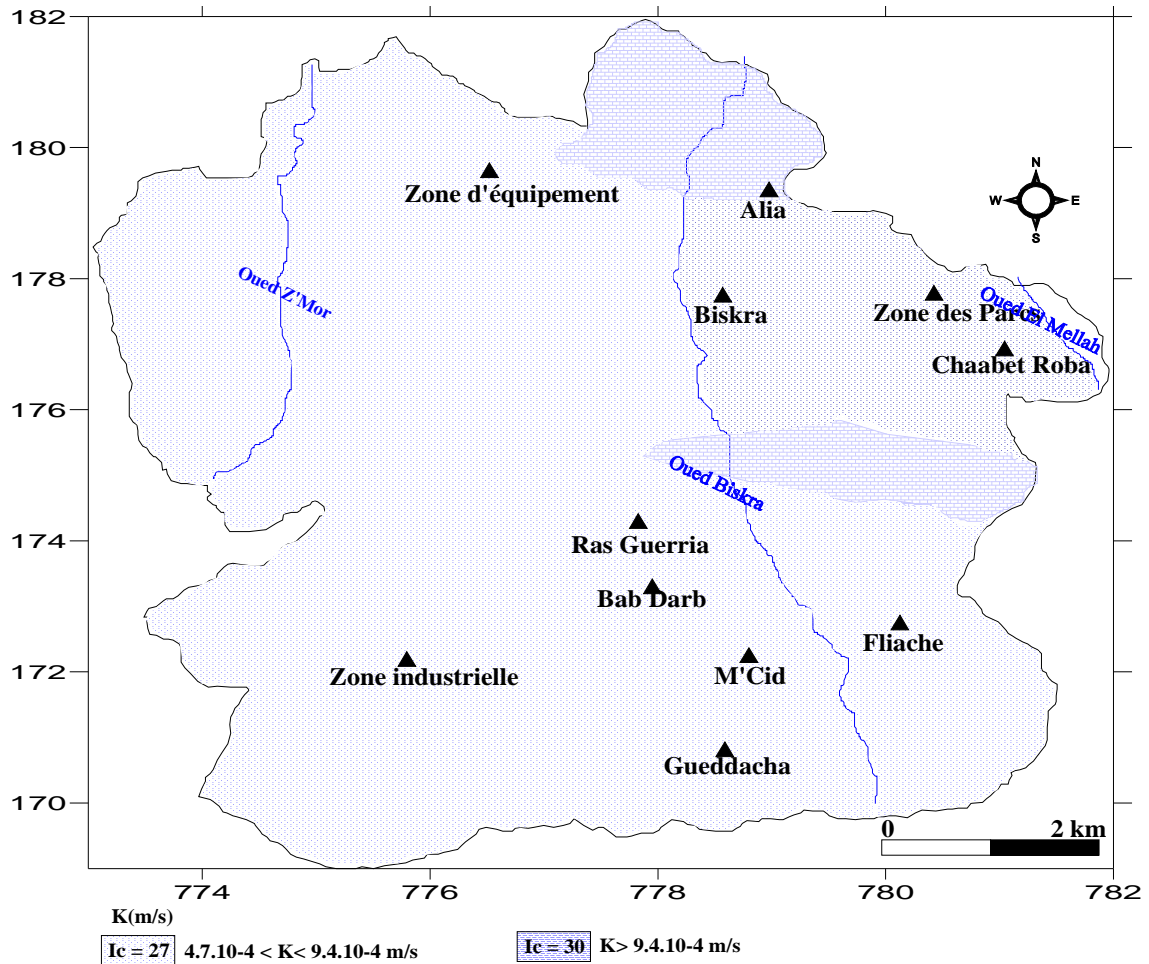 182
180
178
176
174
172
170
N
W E
S
Zone d'équipement
Alia
Oued Z'Mor
Biskra
Zone des Parcs
Oued El Mellah
Chaabet Roba
Oued Biskra
Ras Guerria
Bab Darb
Fliache
Zone industrielle
M'Cid
Gueddacha
0 2 km
774 776 778 780 782
K(m/s)
Ic = 27 4.7.10-4 < K< 9.4.10-4 m/s
Ic = 30 K> 9.4.10-4 m/s